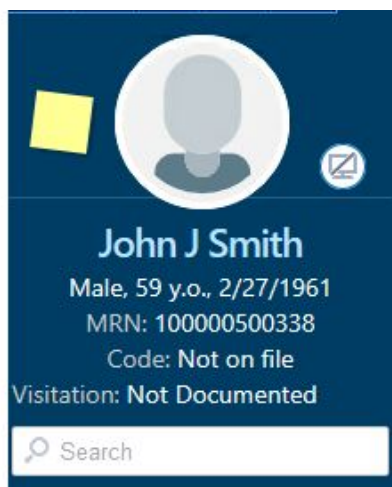 John J Smith
Male, 59 y.o., 2/27/1961
MRN: 100000500338
Code: Not on file
Visitation: Not Documented
Search